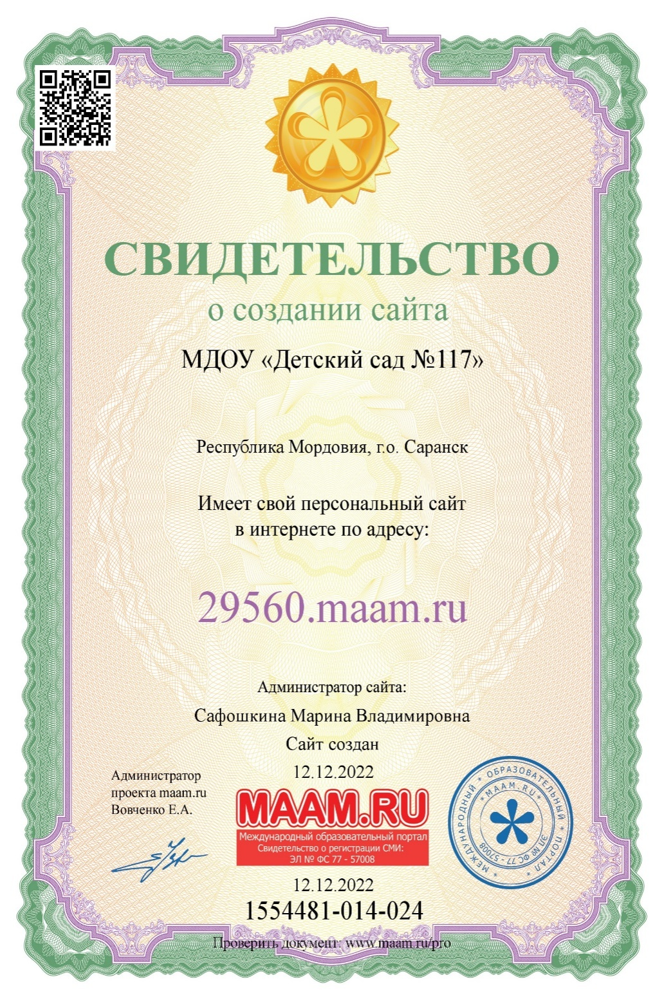 СВИДЕТЕЛЬСТВО
о создании сайта
МДОУ «Детский сад №117»
Республика Мордовия, г.о. Саранск
Имеет свой персональный сайт
в интернете по адресу:
29560.maam.ru
Администратор сайта:
Сафошкина Марина Владимировна
Сайт создан
12.12.2022
Администратор
проекта maam.ru
Вовченко Е.А.
MAAM.RU
Международный образовательный портал
Свидетельство о регистрации СМИ:
ЭЛ № ФС 77 - 57008
* МЕЖДУНАРОДНЫЙ * ОБРАЗОВАТЕЛЬНЫЙ * ПОРТАЛ *
* MAAM.RU *
ЭЛ № ФС 77 - 57008
12.12.2022
1554481-014-024
Проверить документ: www.maam.ru/pro